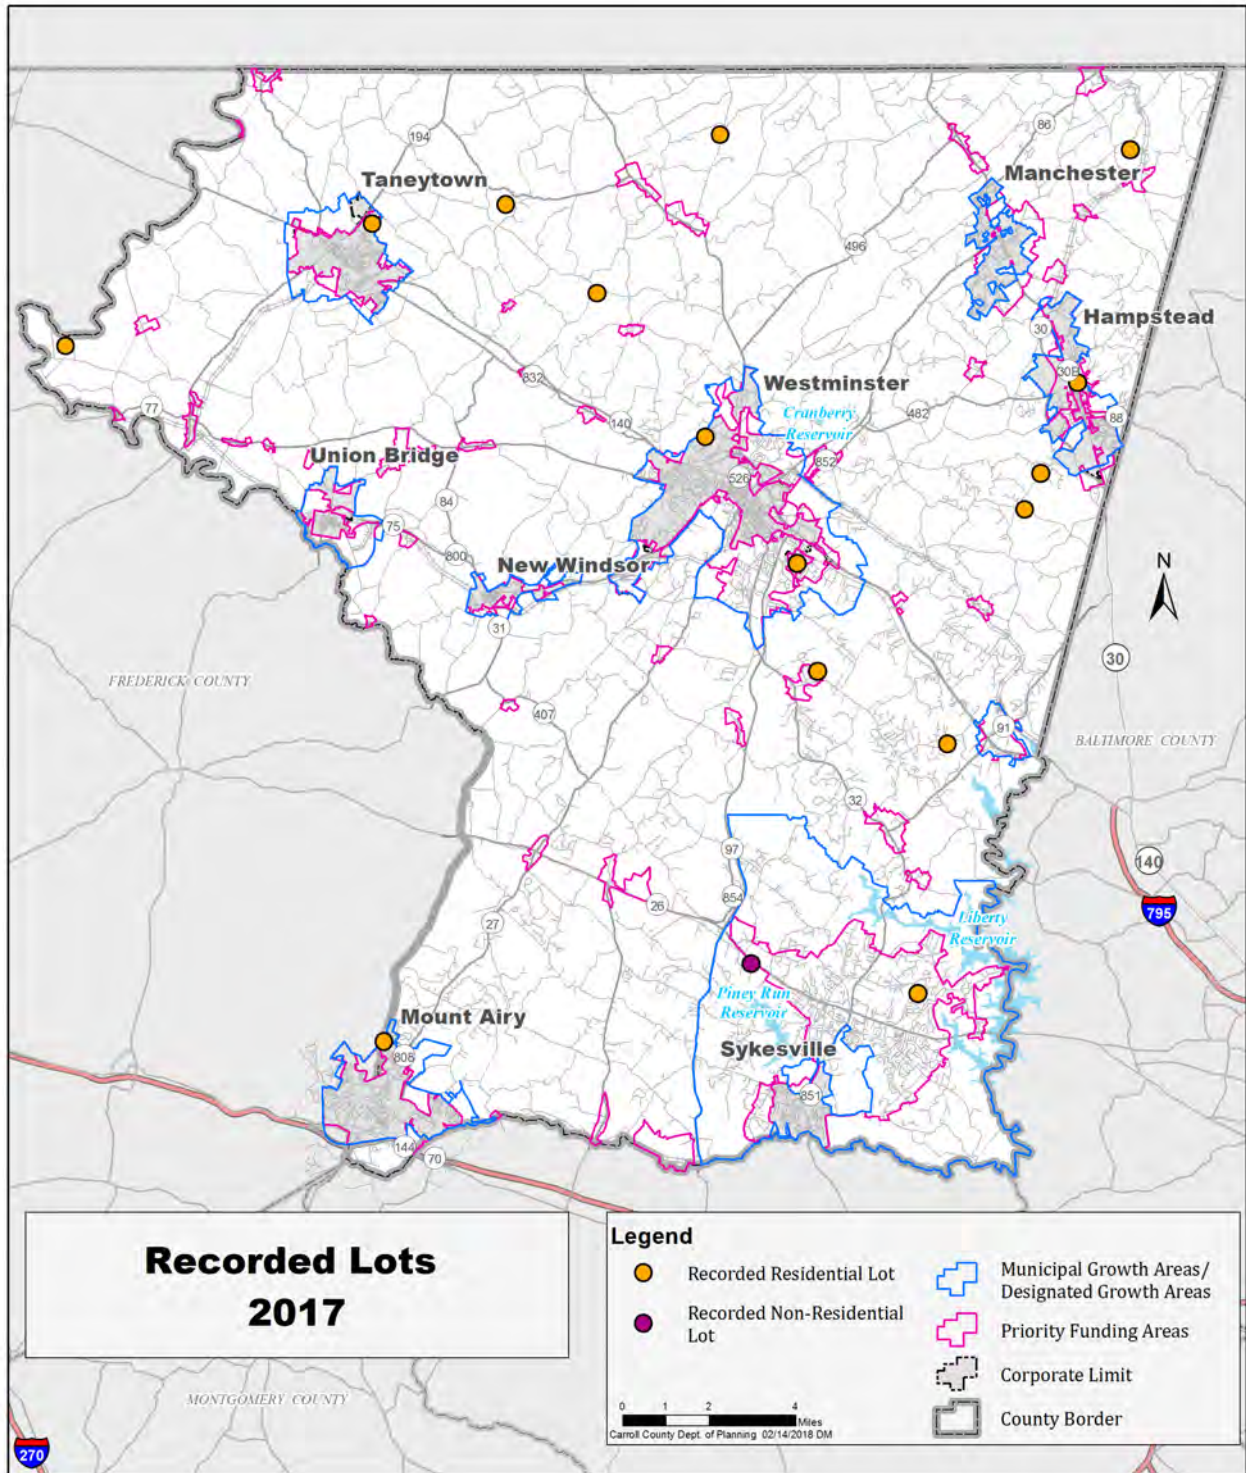 86
194
Manchester
Taneytown
496
Hampstead
30
30B
Westminster
832
Cranberry
Reservoir
482
77
88
140
Union Bridge
852
526
84
75
800
New Windsor
N
31
30
FREDERICK COUNTY
407
91
BALTIMORE COUNTY
32
97
140
854
26
795
27
Liberty
Reservoir
Piney Run
Reservoir
Mount Airy
Sykesville
808
851
144
70
Recorded Lots
2017
Legend
Recorded Residential Lot
Recorded Non-Residential
Lot
Municipal Growth Areas/
Designated Growth Areas
Priority Funding Areas
Corporate Limit
County Border
0 1 2 4
Miles
Carroll County Dept. of Planning 02/14/2018 DM
MONTGOMERY COUNTY
270